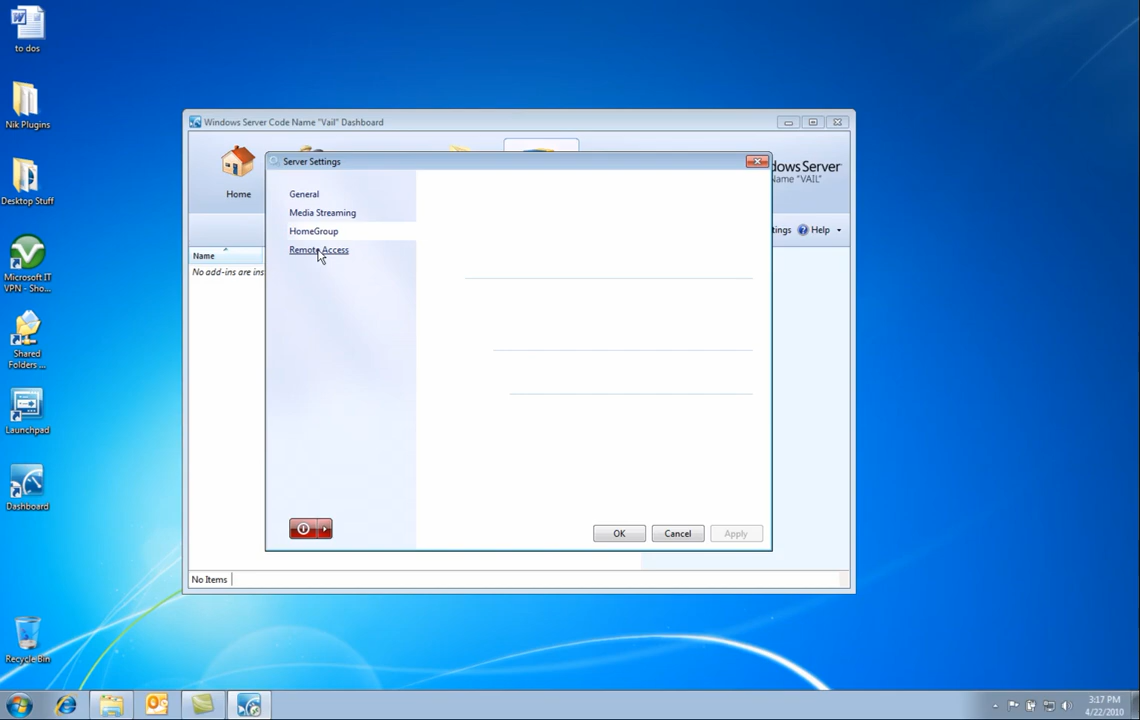 to dos
Nik Plugins
Desktop Stuff
Microsoft IT
VPN - Sho...
Shared
Folders ...
Launchpad
Dashboard
Recycle Bin
Windows Server Code Name "Vail" Dashboard
Home
dows Server
Name "VAIL"
tings
Help
Name
No add-ins are ins
Server Settings
General
Media Streaming
HomeGroup
Remote Access
OK
Cancel
Apply
No Items
3:17 PM
4/22/2010